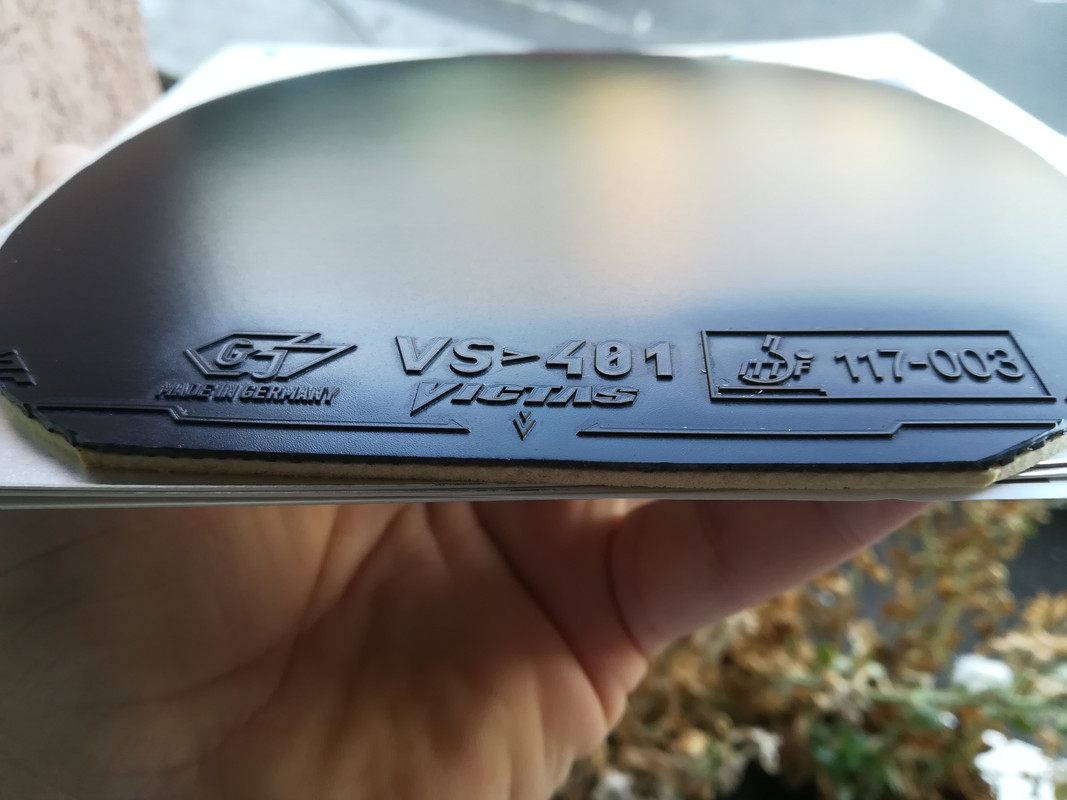 GJ
MADE IN GERMANY
VS>401
VICTAS
ITTF 117-003